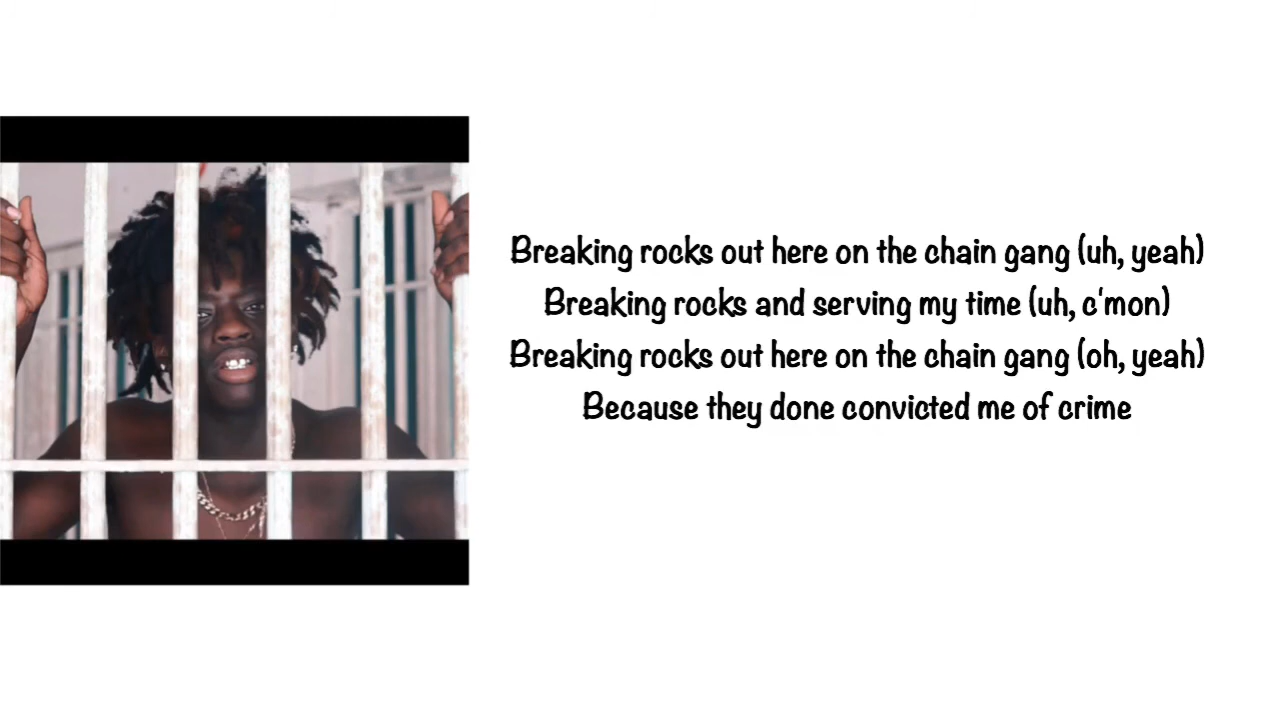 Breaking rocks out here on the chain gang (uh, yeah)
Breaking rocks and serving my time (uh, c'mon)
Breaking rocks out here on the chain gang (oh, yeah)
Because they done convicted me of crime